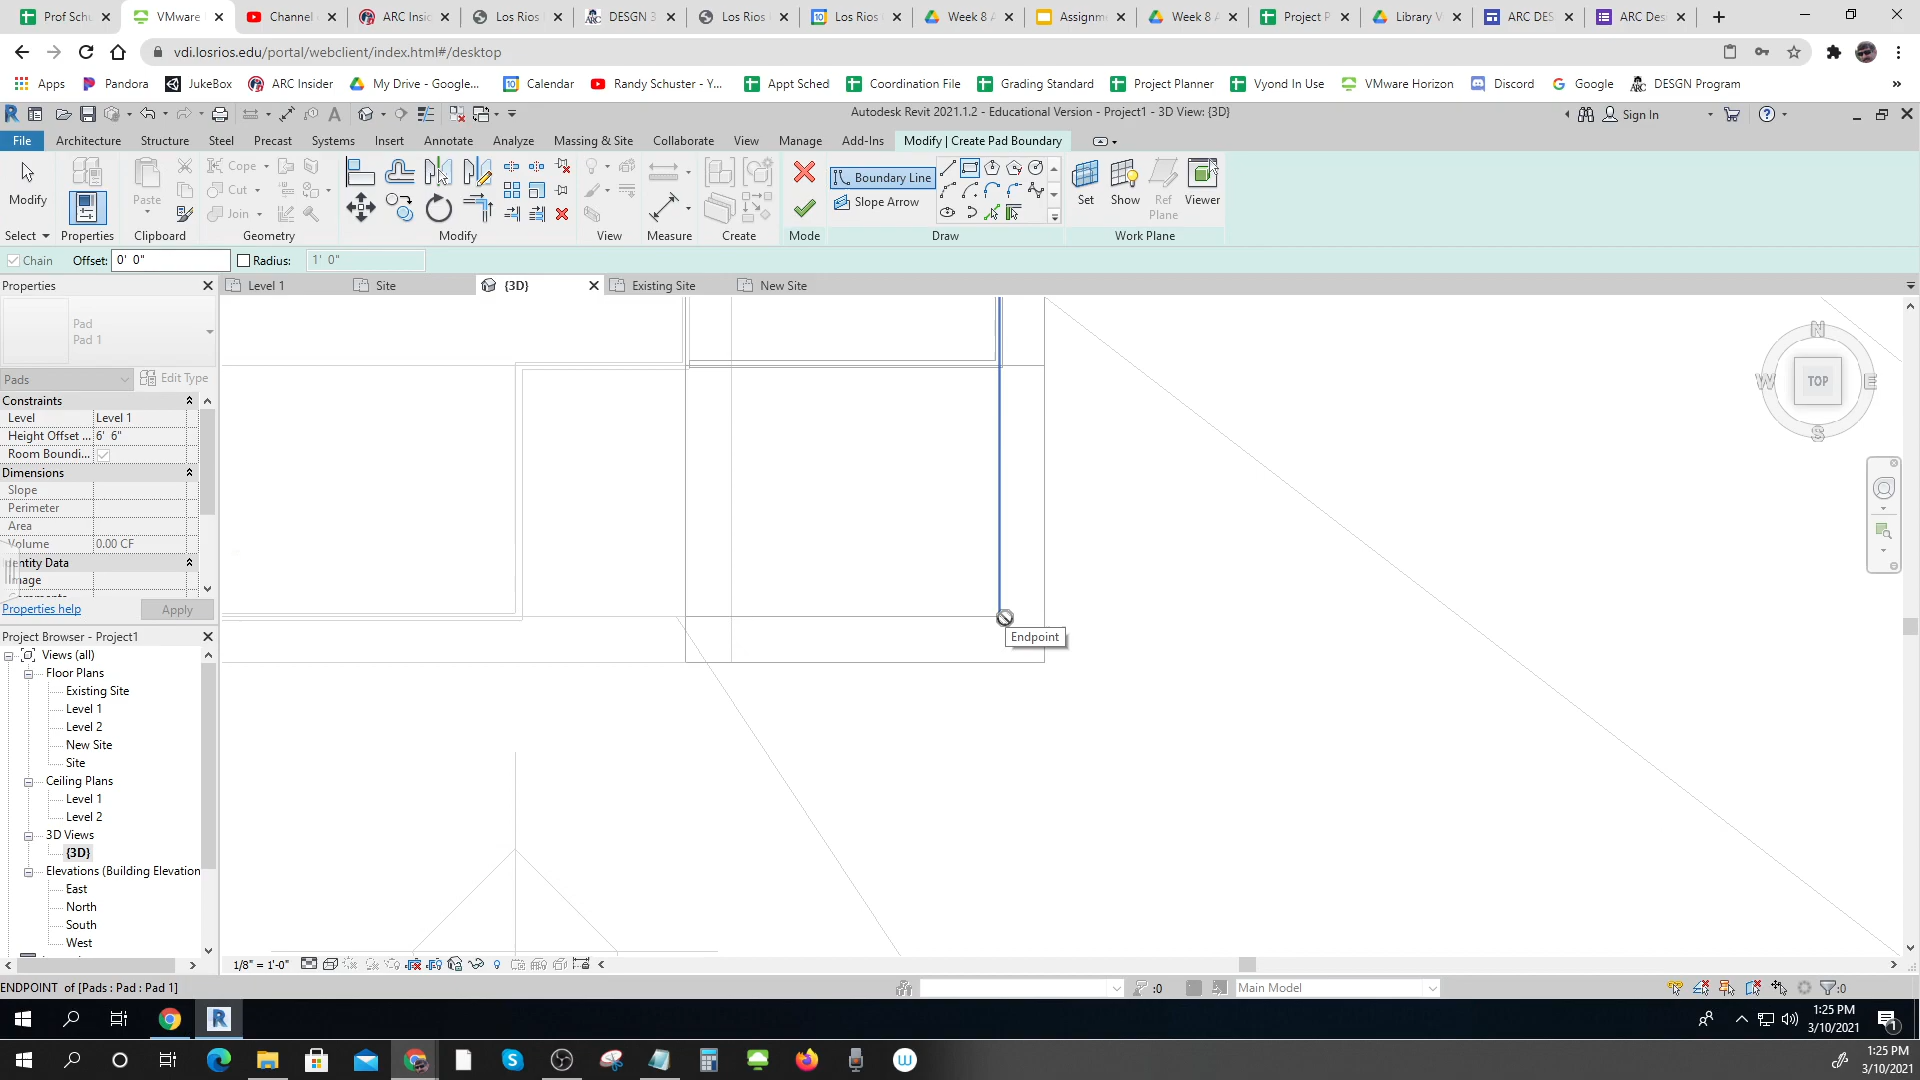 Prof Schu
VMware
Channel c
ARC Insid
Los Rios
DESGN 3
Los Rios
Los Rios
Week 8 A
Assignme
Week 8 A
Project P
Library V
ARC DES
ARC Des
vdi.losrios.edu/portal/webclient/index.html#/desktop
Apps
Pandora
JukeBox
ARC Insider
My Drive - Google...
Calendar
Randy Schuster - Y...
Appt Sched
Coordination File
Grading Standard
Project Planner
Vyond In Use
VMware Horizon
Discord
Google
DESGN Program
Autodesk Revit 2021.1.2 - Educational Version - Project1 - 3D View: {3D}
Sign In
File
Architecture
Structure
Steel
Precast
Systems
Insert
Annotate
Analyze
Massing & Site
Collaborate
View
Manage
Add-Ins
Modify | Create Pad Boundary
Modify
Paste
Cope
Cut
Join
Boundary Line
Slope Arrow
Set
Show
Ref
Plane
Viewer
Select
Properties
Clipboard
Geometry
Modify
View
Measure
Create
Mode
Draw
Work Plane
Chain
Offset:
0' 0"
Radius:
1' 0"
Properties
Level 1
Site
{3D}
Existing Site
New Site
Pad
Pad 1
Pads
Edit Type
Constraints
Level
Level 1
Height Offset ...
6' 6"
Room Boundi...
Dimensions
Slope
Perimeter
Area
Volume
0.00 CF
Identity Data
Image
Properties help
Apply
Project Browser - Project1
Views (all)
Floor Plans
Existing Site
Level 1
Level 2
New Site
Site
Ceiling Plans
Level 1
Level 2
3D Views
{3D}
Elevations (Building Elevation
East
North
South
West
N
W
TOP
E
S
Endpoint
1/8" = 1'-0"
ENDPOINT of [Pads : Pad : Pad 1]
:0
Main Model
:0
1:25 PM
3/10/2021
1
1:25 PM
3/10/2021